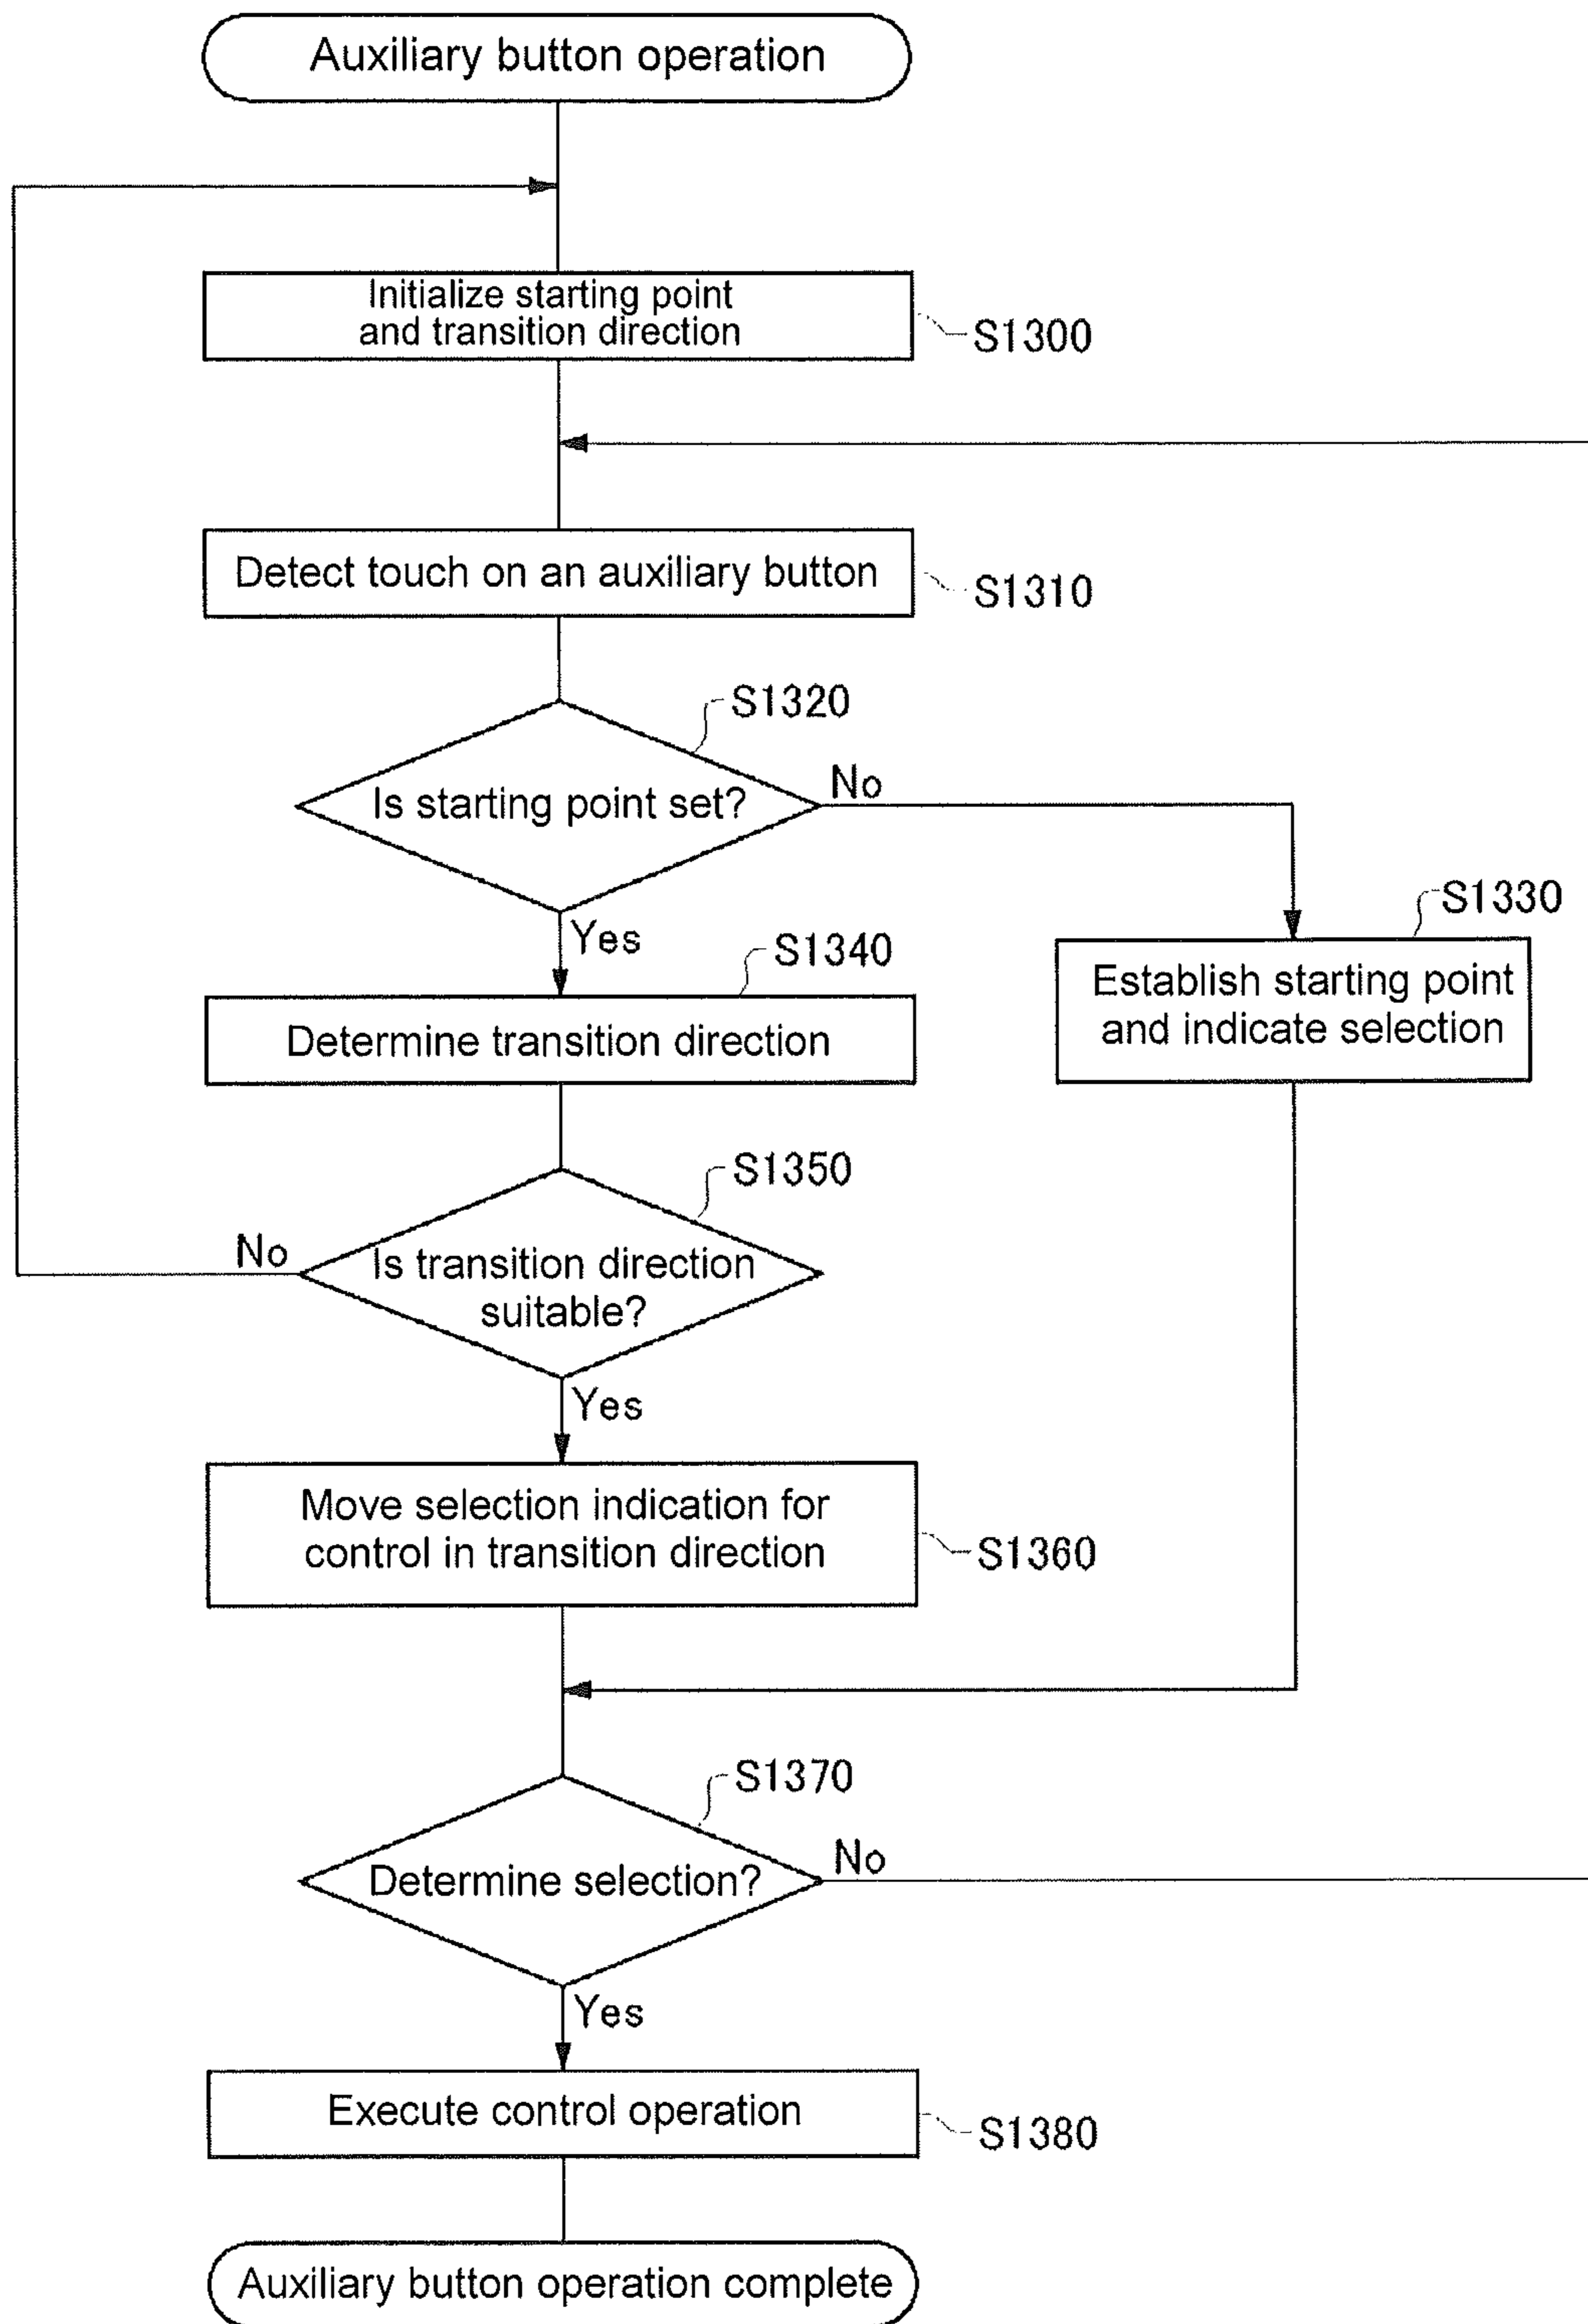 Auxiliary button operation
Initialize starting point
and transition direction
S1300
Detect touch on an auxiliary button
S1310
S1320
Is starting point set?
No
Yes
S1330
Establish starting point
and indicate selection
S1340
Determine transition direction
S1350
Is transition direction
suitable?
No
Yes
Move selection indication for
control in transition direction
S1360
S1370
Determine selection?
No
Yes
Execute control operation
S1380
Auxiliary button operation complete